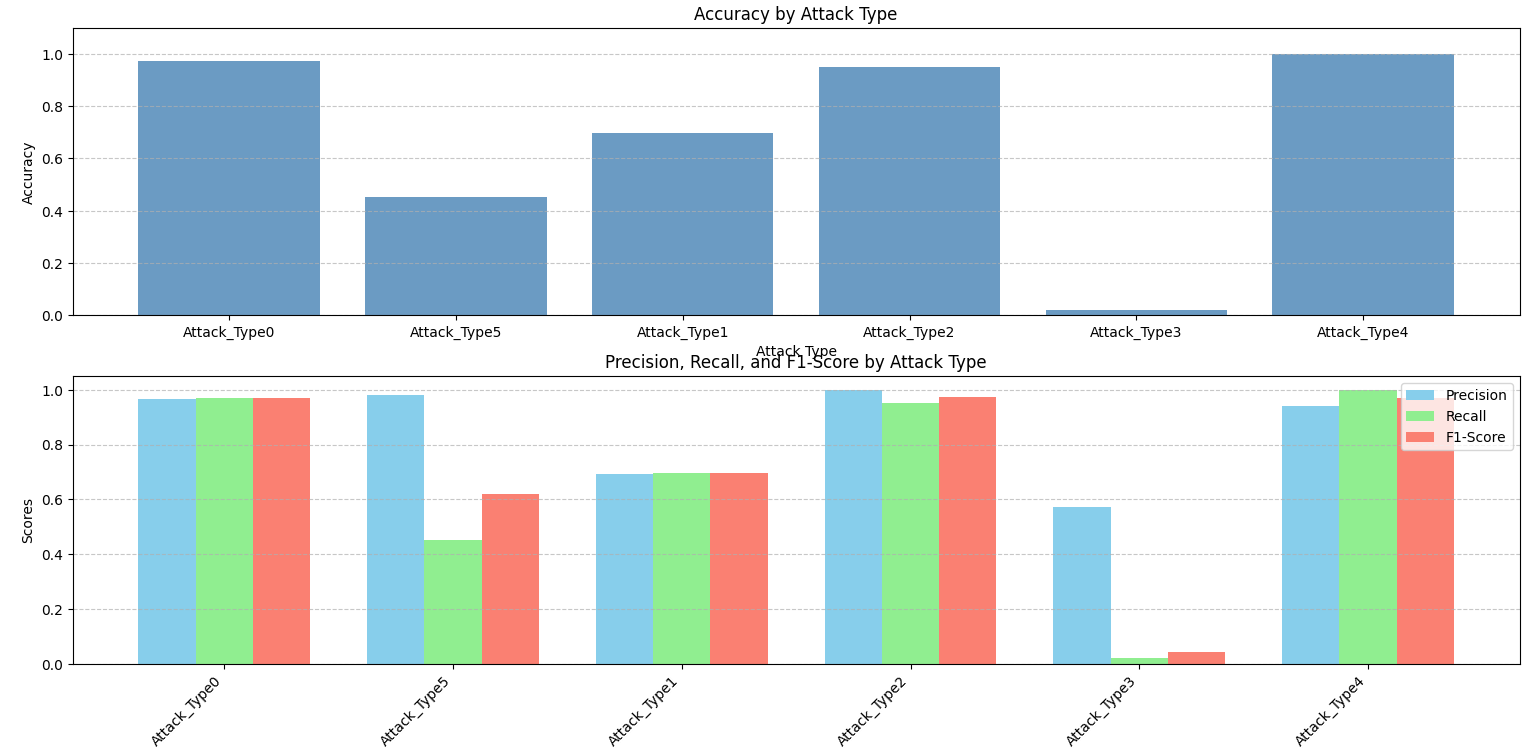 Accuracy by Attack Type
1.0
0.8
0.6
0.4
0.2
0.0
Accuracy
Attack_Type0 Attack_Type5 Attack_Type1 Attack_Type2 Attack_Type3 Attack_Type4
Attack Type
Precision, Recall, and F1-Score by Attack Type
1.0
0.8
0.6
0.4
0.2
0.0
Scores
Precision
Recall
F1-Score
Attack_Type0 Attack_Type5 Attack_Type1 Attack_Type2 Attack_Type3 Attack_Type4